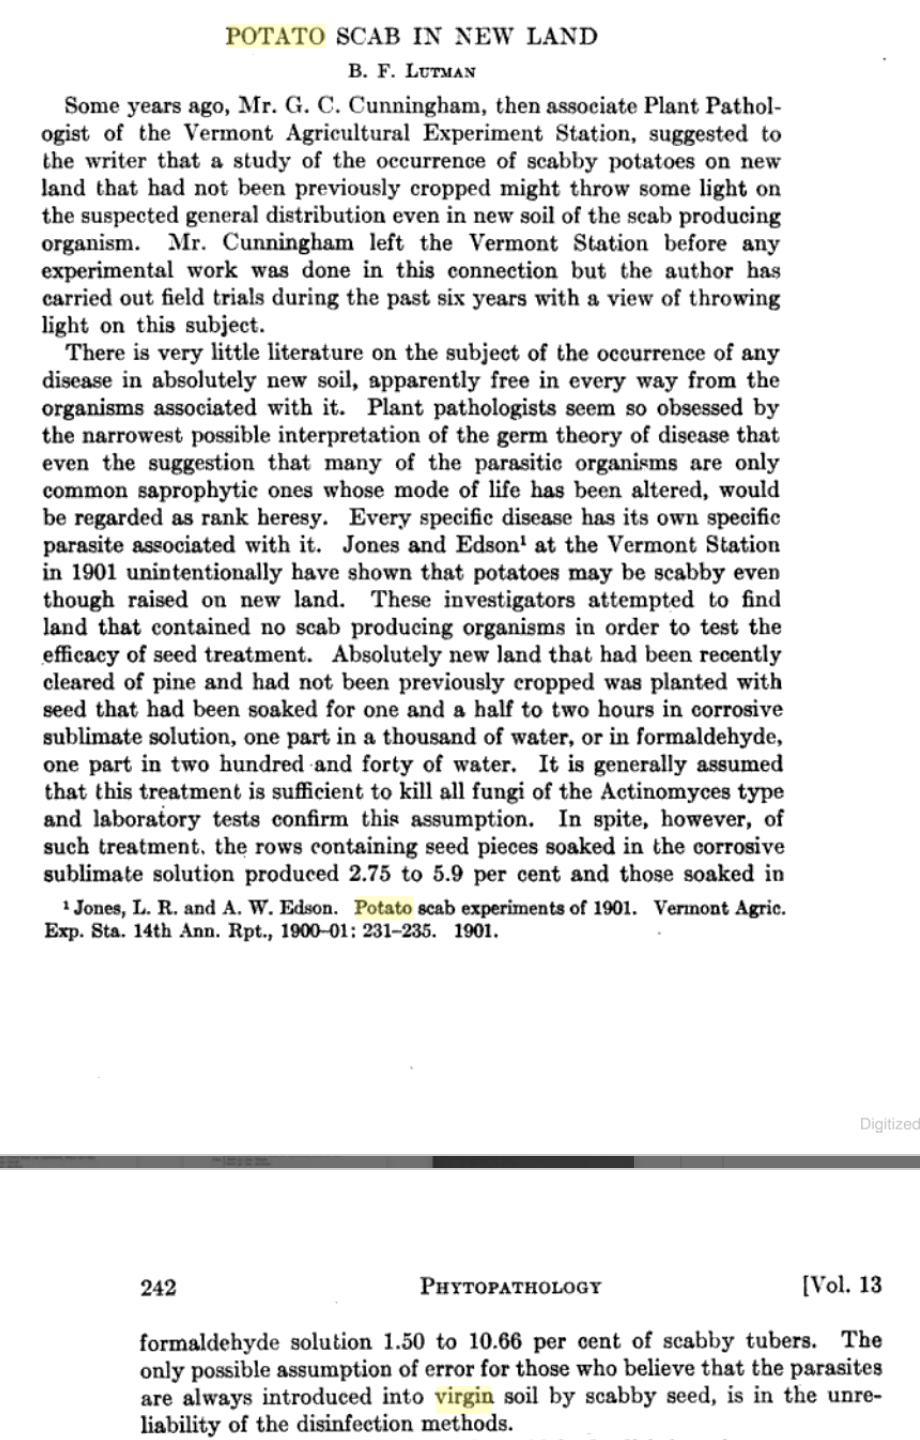 POTATO SCAB IN NEW LAND
B. F. Lutman
Some years ago, Mr. G. C. Cunningham, then associate Plant Pathol-
ogist of the Vermont Agricultural Experiment Station, suggested to
the writer that a study of the occurrence of scabby potatoes on new
land that had not been previously cropped might throw some light on
the suspected general distribution even in new soil of the scab producing
organism. Mr. Cunningham left the Vermont Station before any
experimental work was done in this connection but the author has
carried out field trials during the past six years with a view of throwing
light on this subject.
There is very little literature on the subject of the occurrence of any
disease in absolutely new soil, apparently free in every way from the
organisms associated with it. Plant pathologists seem so obsessed by
the narrowest possible interpretation of the germ theory of disease that
even the suggestion that many of the parasitic organisms are only
common saprophytic ones whose mode of life has been altered, would
be regarded as rank heresy. Every specific disease has its own specific
parasite associated with it. Jones and Edson¹ at the Vermont Station
in 1901 unintentionally have shown that potatoes may be scabby even
though raised on new land. These investigators attempted to find
land that contained no scab producing organisms in order to test the
efficacy of seed treatment. Absolutely new land that had been recently
cleared of pine and had not been previously cropped was planted with
seed that had been soaked for one and a half to two hours in corrosive
sublimate solution, one part in a thousand of water, or in formaldehyde,
one part in two hundred and forty of water. It is generally assumed
that this treatment is sufficient to kill all fungi of the Actinomyces type
and laboratory tests confirm this assumption. In spite, however, of
such treatment, the rows containing seed pieces soaked in the corrosive
sublimate solution produced 2.75 to 5.9 per cent and those soaked in
¹ Jones, L. R. and A. W. Edson. Potato scab experiments of 1901. Vermont Agric.
Exp. Sta. 14th Ann. Rpt., 1900–01: 231–235. 1901.
Digitized
242 Phytopathology [Vol. 13
formaldehyde solution 1.50 to 10.66 per cent of scabby tubers. The
only possible assumption of error for those who believe that the parasites
are always introduced into virgin soil by scabby seed, is in the unre-
liability of the disinfection methods.